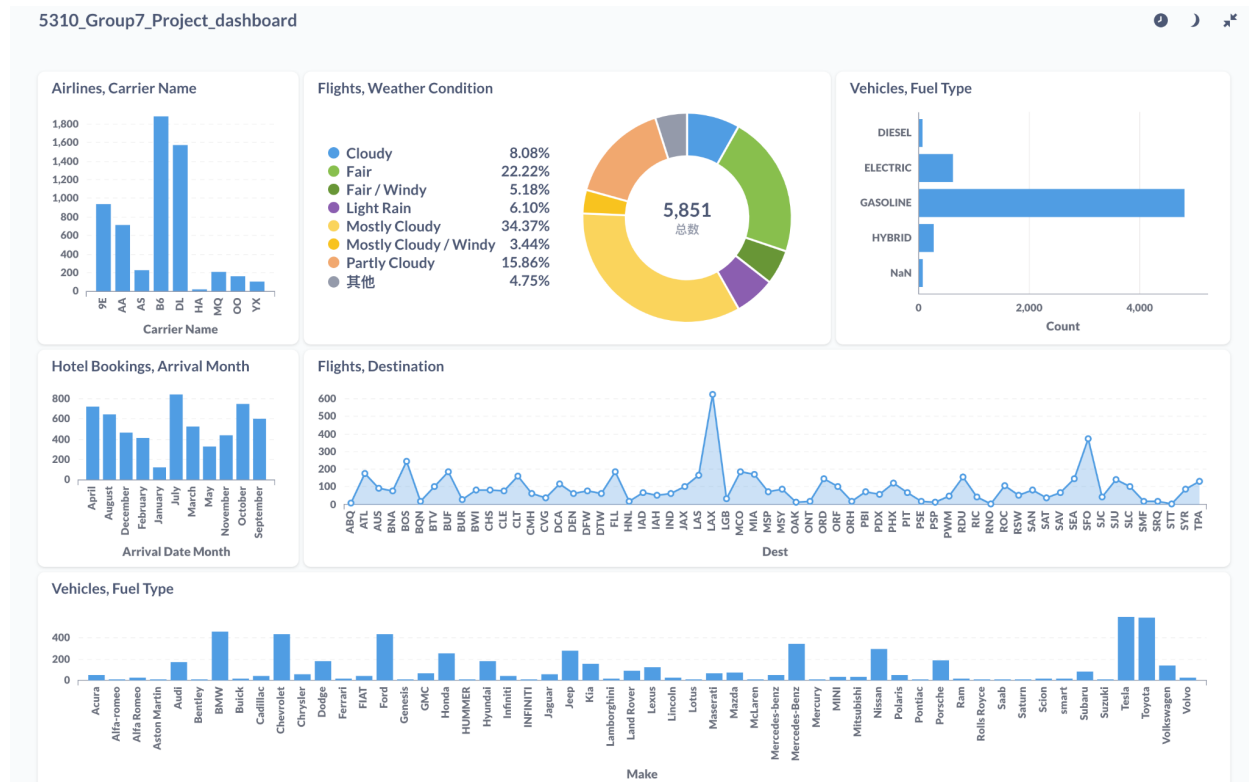 5310_Group7_Project_dashboard
Airlines, Carrier Name
1,800
1,600
1,400
1,200
1,000
800
600
400
200
0
9E AA AS B6 DL HA MQ OO YX
Carrier Name
Flights, Weather Condition
Cloudy 8.08%
Fair 22.22%
Fair / Windy 5.18%
Light Rain 6.10%
Mostly Cloudy 34.37%
Mostly Cloudy / Windy 3.44%
Partly Cloudy 15.86%
其他 4.75%
5,851
总数
Vehicles, Fuel Type
DIESEL
ELECTRIC
GASOLINE
HYBRID
NaN
0 2,000 4,000
Count
Hotel Bookings, Arrival Month
800
600
400
200
0
April August December February January July March May November October September
Arrival Date Month
Flights, Destination
600
500
400
300
200
100
0
ABQ ATL AUS BNA BOS BQN BTV BUF BUR BWI CHS CLE CLT CMH CVG DCA DEN DFW DTW FLL HNL IAD IAH IND JAX LAS LAX LGB MCO MIA MSP MSY OAK ONT ORD ORF ORH PBI PDX PHX PIT PSE PSP PWM RDU RIC RNO ROC RSW SAN SAT SAV SEA SFO SJC SJU SLC SMF SRQ STT SYR TPA
Dest
Vehicles, Fuel Type
400
200
0
Acura Alfa-romeo Alfa Romeo Aston Martin Audi Bentley BMW Buick Cadillac Chevrolet Chrysler Dodge Ferrari FIAT Ford Genesis GMC Honda HUMMER Hyundai Infiniti INFINITI Jaguar Jeep Kia Lamborghini Land Rover Lexus Lincoln Lotus Maserati Mazda McLaren Mercedes-benz Mercedes-Benz Mercury MINI Mitsubishi Nissan Polaris Pontiac Porsche Ram Rolls Royce Saab Saturn Scion smart Subaru Suzuki Tesla Toyota Volkswagen Volvo
Make